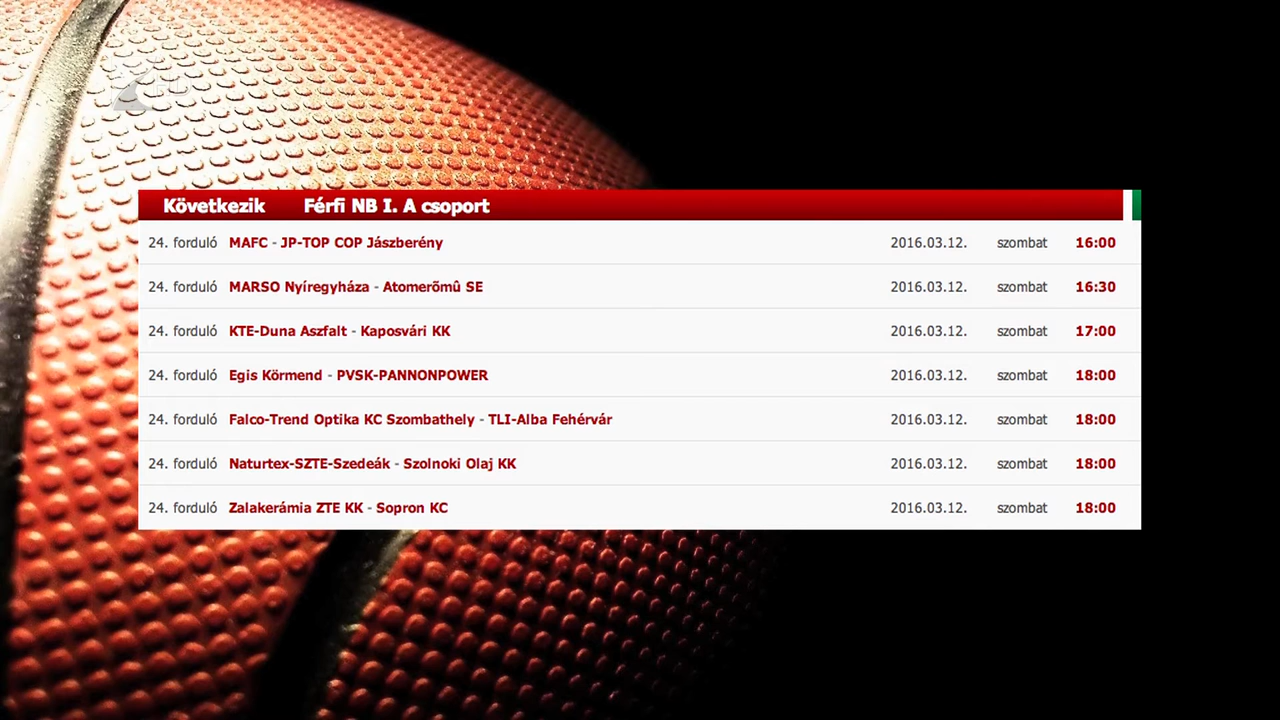 Következik Férfi NB I. A csoport
24. forduló MAFC - JP-TOP COP Jászberény 2016.03.12. szombat 16:00
24. forduló MARSO Nyíregyháza - Atomerõmû SE 2016.03.12. szombat 16:30
24. forduló KTE-Duna Aszfalt - Kaposvári KK 2016.03.12. szombat 17:00
24. forduló Egis Körmend - PVSK-PANNONPOWER 2016.03.12. szombat 18:00
24. forduló Falco-Trend Optika KC Szombathely - TLI-Alba Fehérvár 2016.03.12. szombat 18:00
24. forduló Naturtex-SZTE-Szedeák - Szolnoki Olaj KK 2016.03.12. szombat 18:00
24. forduló Zalakerámia ZTE KK - Sopron KC 2016.03.12. szombat 18:00